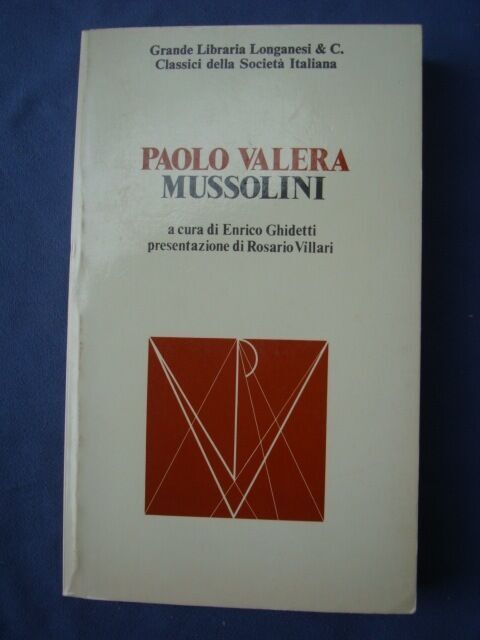 Grande Libraria Longanesi & C.
Classici della Società Italiana
PAOLO VALERA
MUSSOLINI
a cura di Enrico Ghidetti
presentazione di Rosario Villari